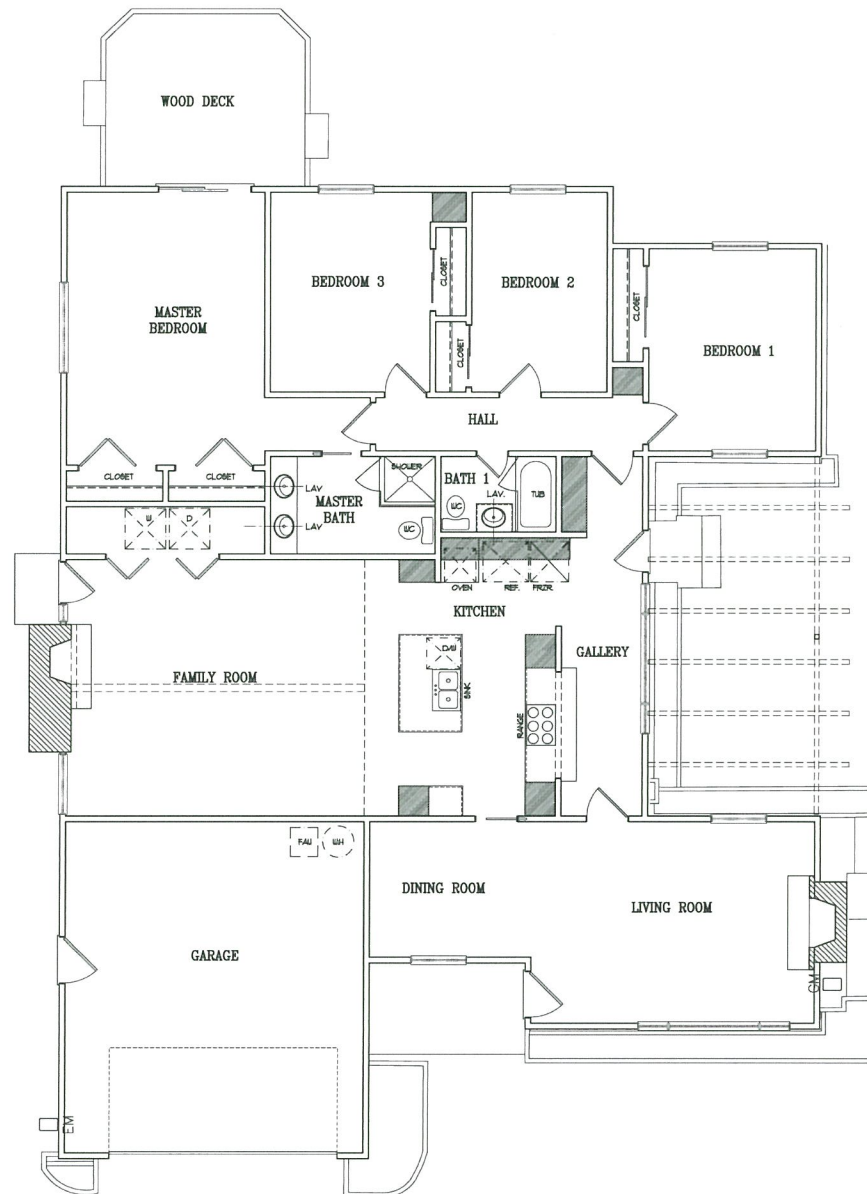 WOOD DECK
BEDROOM 3
CLOSET
BEDROOM 2
CLOSET
MASTER
BEDROOM
CLOSET
BEDROOM 1
HALL
CLOSET
CLOSET
SHOWER
BATH 1
LAV
MASTER
BATH
LAV.
TUB
WC
WC
LAV
W
D
OVEN
REF.
FRZR.
KITCHEN
D/W
GALLERY
FAMILY ROOM
SINK
RANGE
FAU
WH
DINING ROOM
LIVING ROOM
GARAGE
GM
EM